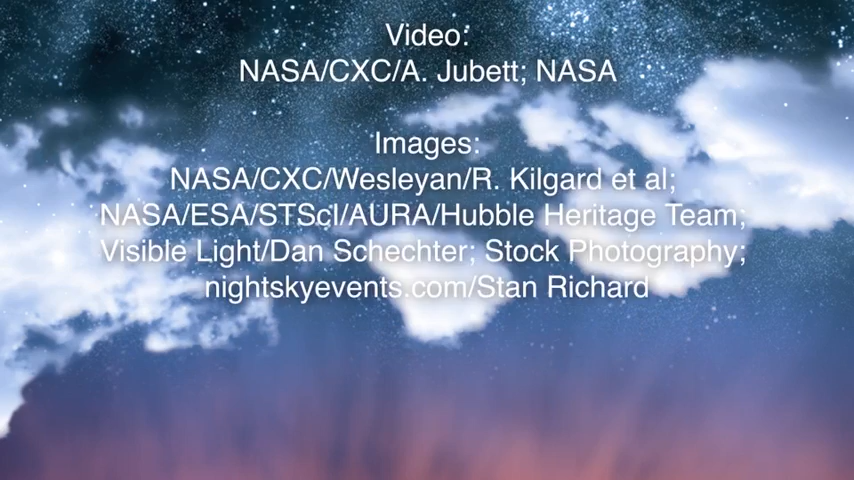 Video:
NASA/CXC/A. Jubett; NASA
Images:
NASA/CXC/Wesleyan/R. Kilgard et al;
NASA/ESA/STScI/AURA/Hubble Heritage Team;
Visible Light/Dan Schechter; Stock Photography;
nightskyevents.com/Stan Richard